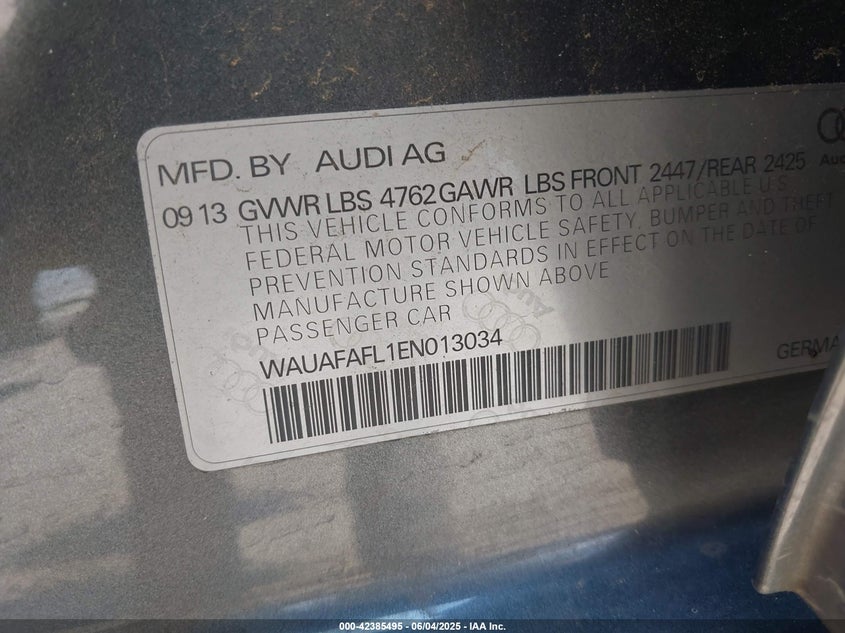 MFD. BY AUDI AG
09 13 GVWR LBS 4762 GAWR LBS FRONT 2447/REAR 2425
THIS VEHICLE CONFORMS TO ALL APPLICABLE U.S.
FEDERAL MOTOR VEHICLE SAFETY, BUMPER AND THEFT
PREVENTION STANDARDS IN EFFECT ON THE DATE OF
MANUFACTURE SHOWN ABOVE
PASSENGER CAR
WAUAFAFL1EN013034
000-42385495 - 06/04/2025 - IAA Inc.